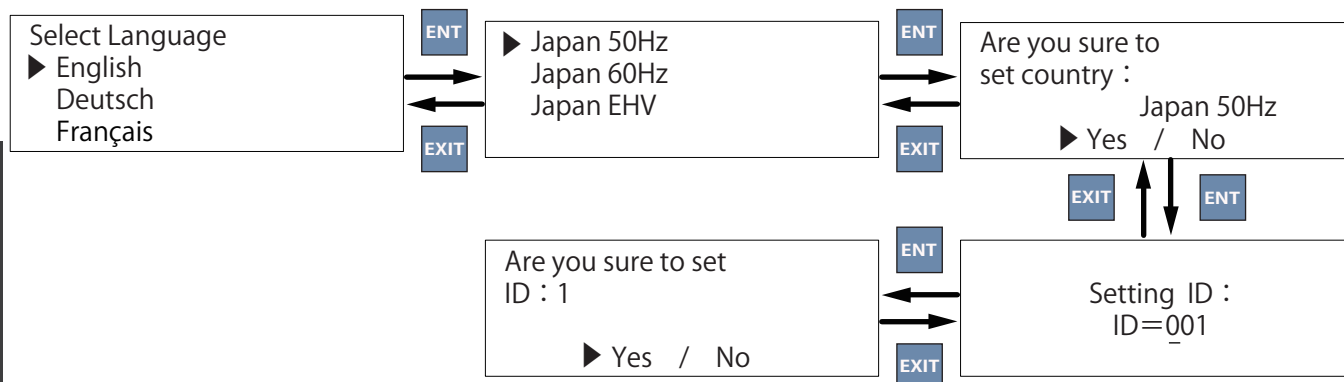 Select Language
▶ English
Deutsch
Français
ENT
EXIT
▶ Japan 50Hz
Japan 60Hz
Japan EHV
ENT
EXIT
Are you sure to
set country：
Japan 50Hz
▶ Yes / No
EXIT
ENT
Setting ID：
ID＝001
ENT
EXIT
Are you sure to set
ID：1
▶ Yes / No